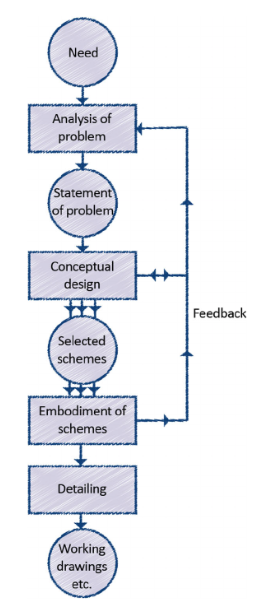 Need
Analysis of
problem
Statement
of problem
Conceptual
design
Feedback
Selected
schemes
Embodiment of
schemes
Detailing
Working
drawings
etc.